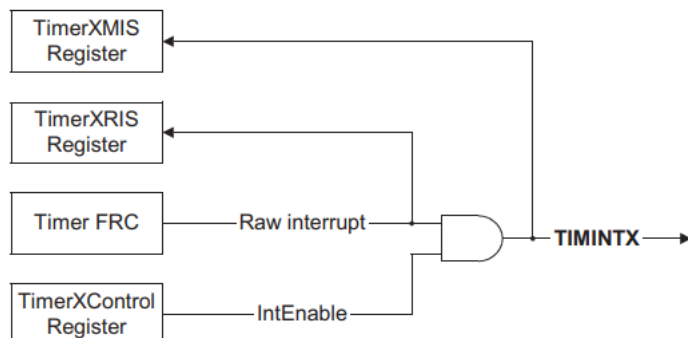 TimerXMIS
Register
TimerXRIS
Register
Timer FRC
Raw interrupt
TIMINTX
TimerXControl
Register
IntEnable